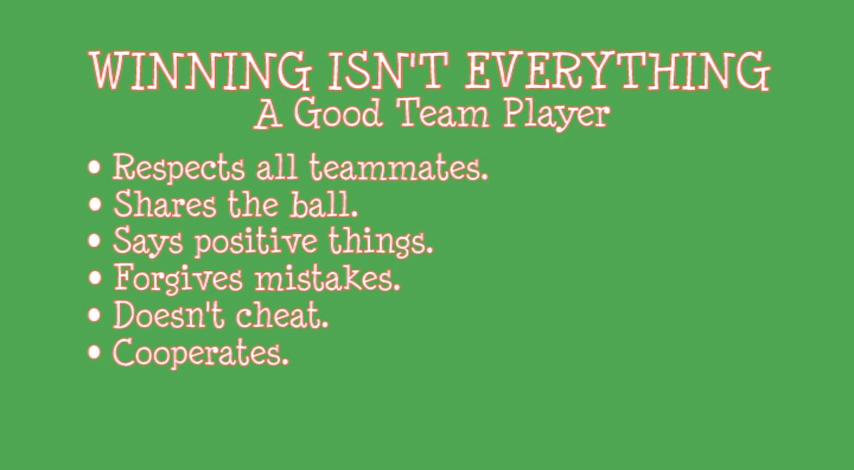 WINNING ISN'T EVERYTHING
A Good Team Player
• Respects all teammates.
• Shares the ball.
• Says positive things.
• Forgives mistakes.
• Doesn't cheat.
• Cooperates.